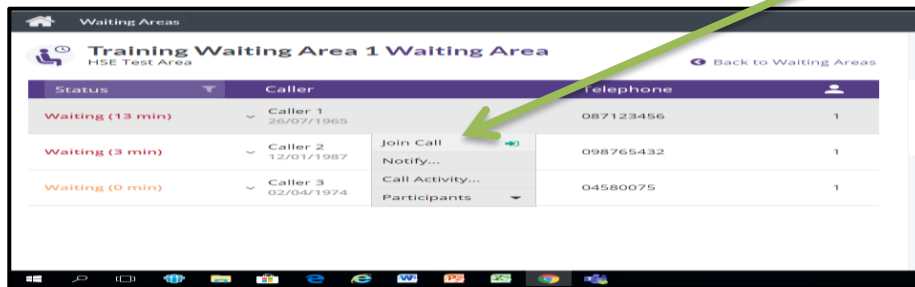 Waiting Areas
Training Waiting Area 1 Waiting Area
HSE Test Area
Back to Waiting Areas
Status Caller Telephone
Waiting (13 min) Caller 1 087123456 1
26/07/1965
Waiting (3 min) Caller 2 098765432 1
12/01/1987
Waiting (0 min) Caller 3 04580075 1
02/04/1974
Join Call
Notify...
Call Activity...
Participants